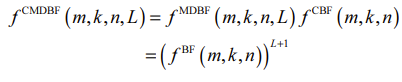 f^CMDBF (m,k,n,L) = f^MDBF (m,k,n,L) f^CBF (m,k,n)
= (f^BF (m,k,n))^L+1